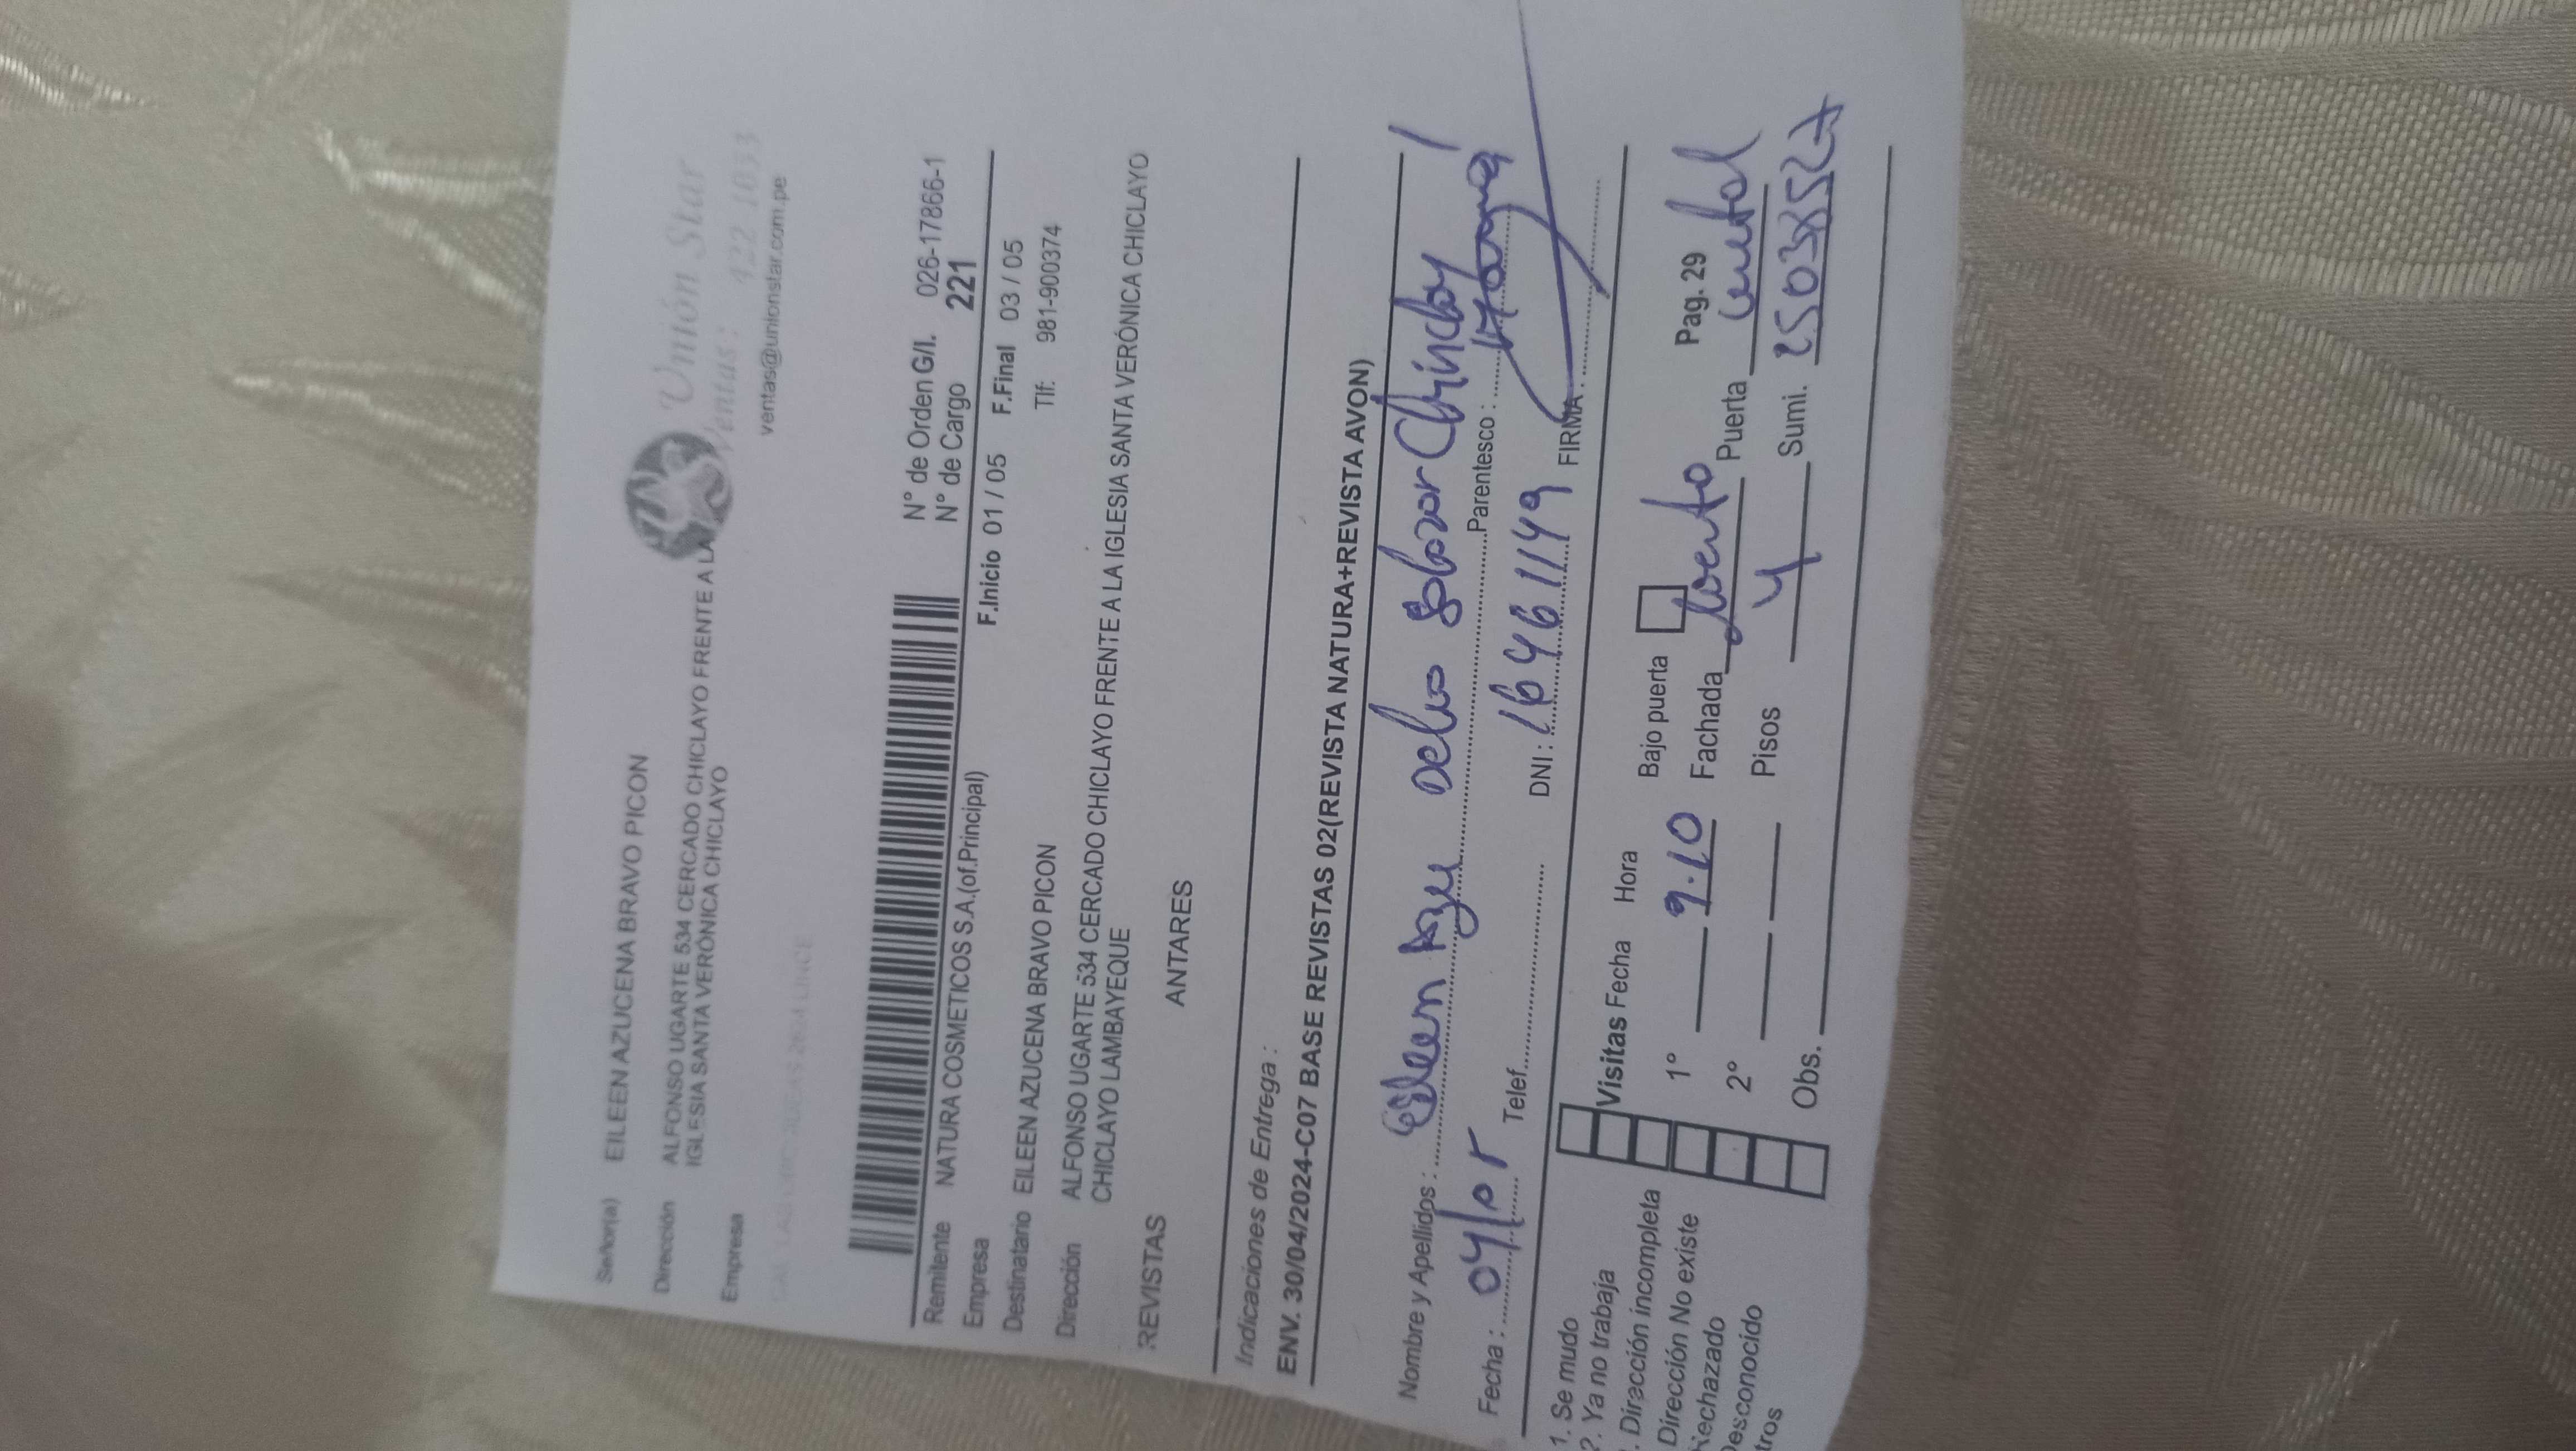 Señor(a) EILEEN AZUCENA BRAVO PICON
Dirección ALFONSO UGARTE 534 CERCADO CHICLAYO FRENTE A LA
IGLESIA SANTA VERÓNICA CHICLAYO
Empresa
Unión Star
Ventas: 422 1033
ventas@unionstar.com.pe
N° de Orden G/I. 026-17866-1
N° de Cargo 221
Remitente NATURA COSMETICOS S.A.(of.Principal)
F.Inicio 01 / 05 F.Final 03 / 05
Empresa
Destinatario EILEEN AZUCENA BRAVO PICON Tlf: 981-900374
Dirección ALFONSO UGARTE 534 CERCADO CHICLAYO FRENTE A LA IGLESIA SANTA VERÓNICA CHICLAYO
CHICLAYO LAMBAYEQUE
REVISTAS ANTARES
Indicaciones de Entrega :
ENV. 30/04/2024-C07 BASE REVISTAS 02(REVISTA NATURA+REVISTA AVON)
Nombre y Apellidos : Eileen
Fecha : 04/05 Parentesco :
Telef. DNI : 16461149 FIRMA :
1. Se mudo
2. Ya no trabaja
. Dirección incompleta
Dirección No existe
Rechazado
Desconocido
tros
Visitas Fecha Hora Bajo puerta Pag. 29
1° 9.10 Fachada Puerta
2° Pisos 4 Sumi.
Obs.